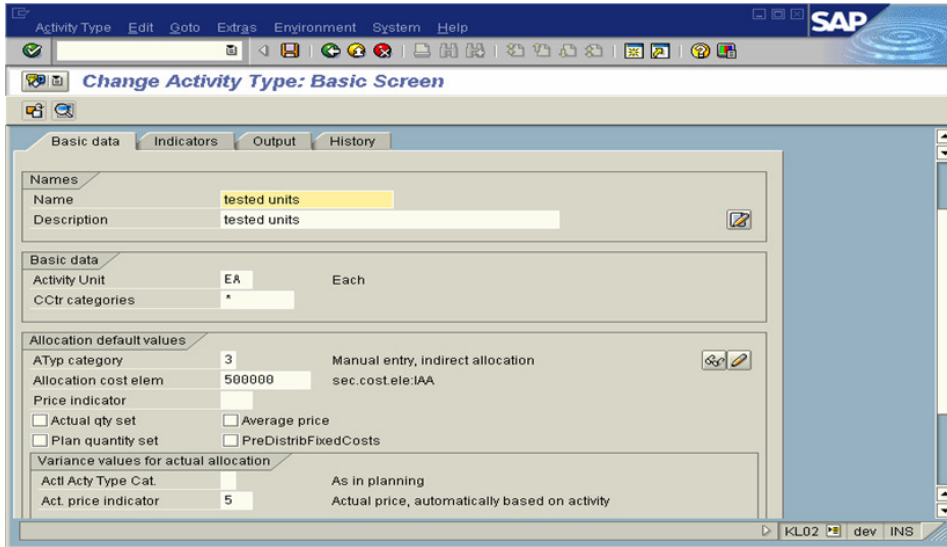 Activity Type Edit Goto Extras Environment System Help
SAP
Change Activity Type: Basic Screen
Basic data Indicators Output History
Names
Name tested units
Description tested units
Basic data
Activity Unit EA Each
CCtr categories *
Allocation default values
ATyp category 3 Manual entry, indirect allocation
Allocation cost elem 500000 sec.cost.ele:IAA
Price indicator
Actual qty set Average price
Plan quantity set PreDistribFixedCosts
Variance values for actual allocation
Actl Acty Type Cat. As in planning
Act. price indicator 5 Actual price, automatically based on activity
KL02 dev INS